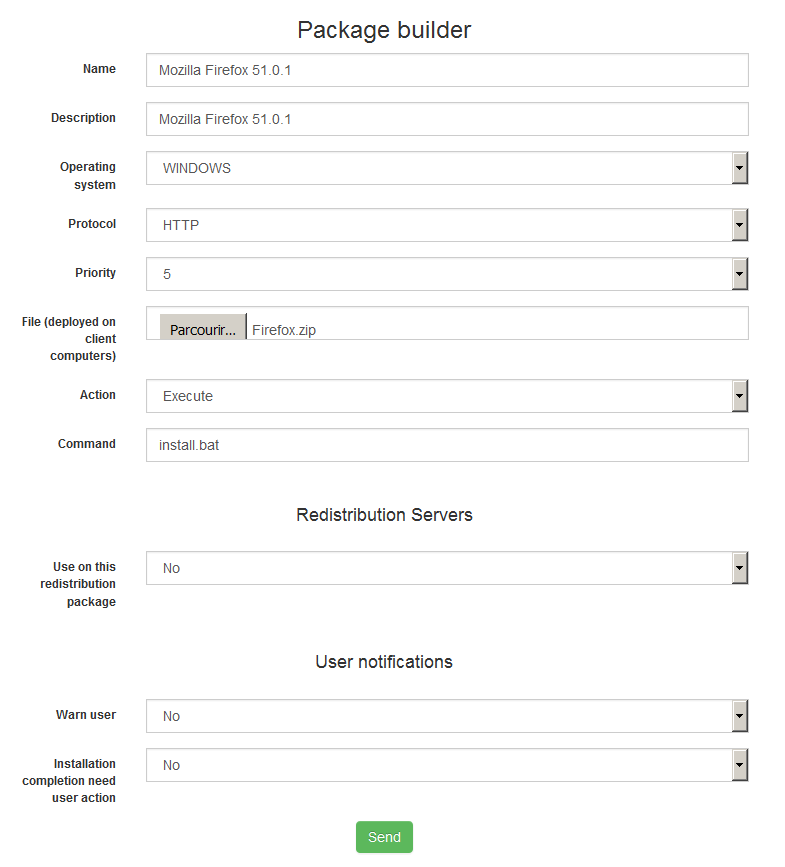 Package builder
Name
Mozilla Firefox 51.0.1
Description
Mozilla Firefox 51.0.1
Operating
system
WINDOWS
Protocol
HTTP
Priority
5
File (deployed on
client
computers)
Parcourir... Firefox.zip
Action
Execute
Command
install.bat
Redistribution Servers
Use on this
redistribution
package
No
User notifications
Warn user
No
Installation
completion need
user action
No
Send